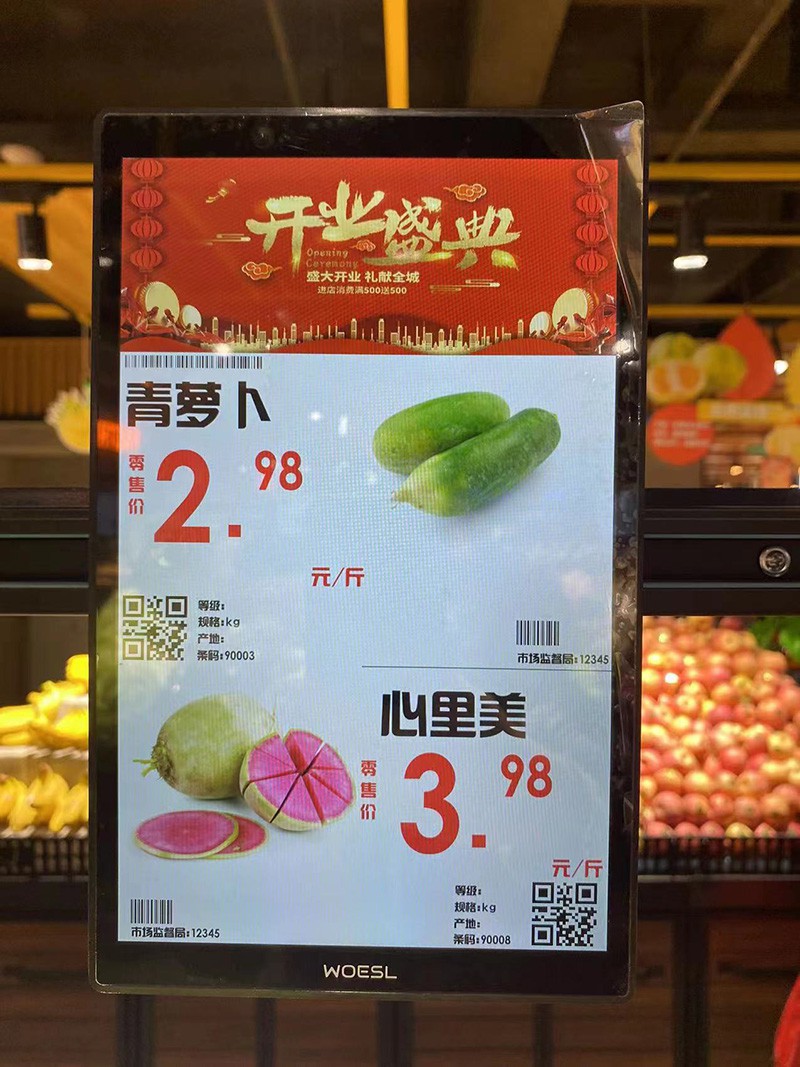 开业盛典
Opening
Ceremony
盛大开业 礼献全城
进店消费满500送500
青萝卜
零售价
2.98
元/斤
等级:
规格:kg
产地:
条码:90003
市场监督局:12345
心里美
零售价
3.98
元/斤
等级:
规格:kg
产地:
条码:90008
市场监督局:12345
WOESL